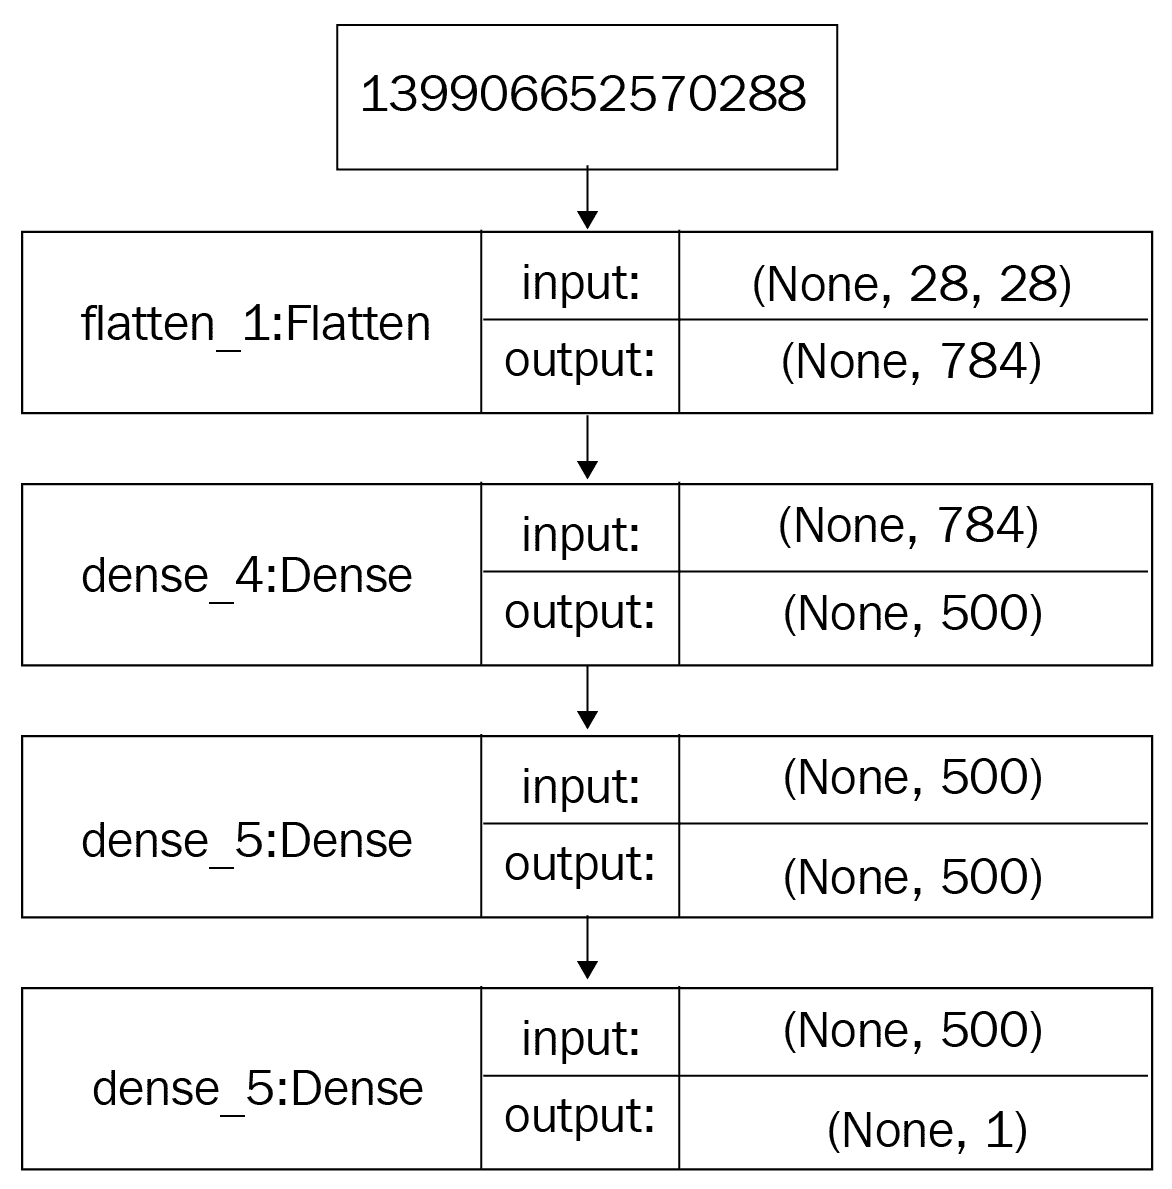 139906652570288
flatten_1:Flatten
input:
(None, 28, 28)
output:
(None, 784)
dense_4:Dense
input:
(None, 784)
output:
(None, 500)
dense_5:Dense
input:
(None, 500)
output:
(None, 500)
dense_5:Dense
input:
(None, 500)
output:
(None, 1)